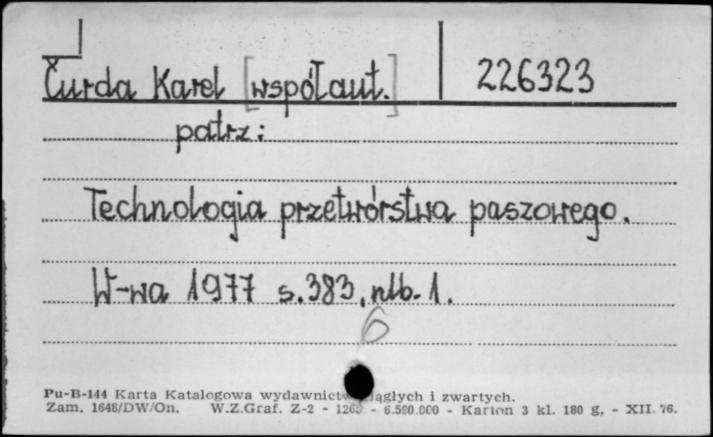 Čurda Karel [współaut.] 226323
patrz:
Technologia przetwórstwa paszowego.
W-wa 1977 s.383, nlb. 1.
6
Pu-B-144 Karta Katalogowa wydawnictw ciągłych i zwartych.
Zam. 1648/DW/On. W.Z.Graf. Z-2 - 1265 - 6.580.000 - Karton 3 kl. 180 g, - XII. 76.